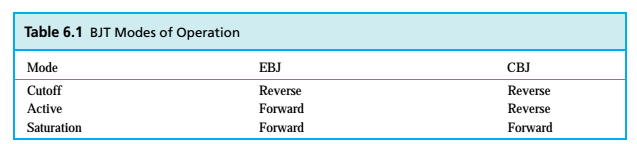 Table 6.1 BJT Modes of Operation
Mode EBJ CBJ
Cutoff Reverse Reverse
Active Forward Reverse
Saturation Forward Forward